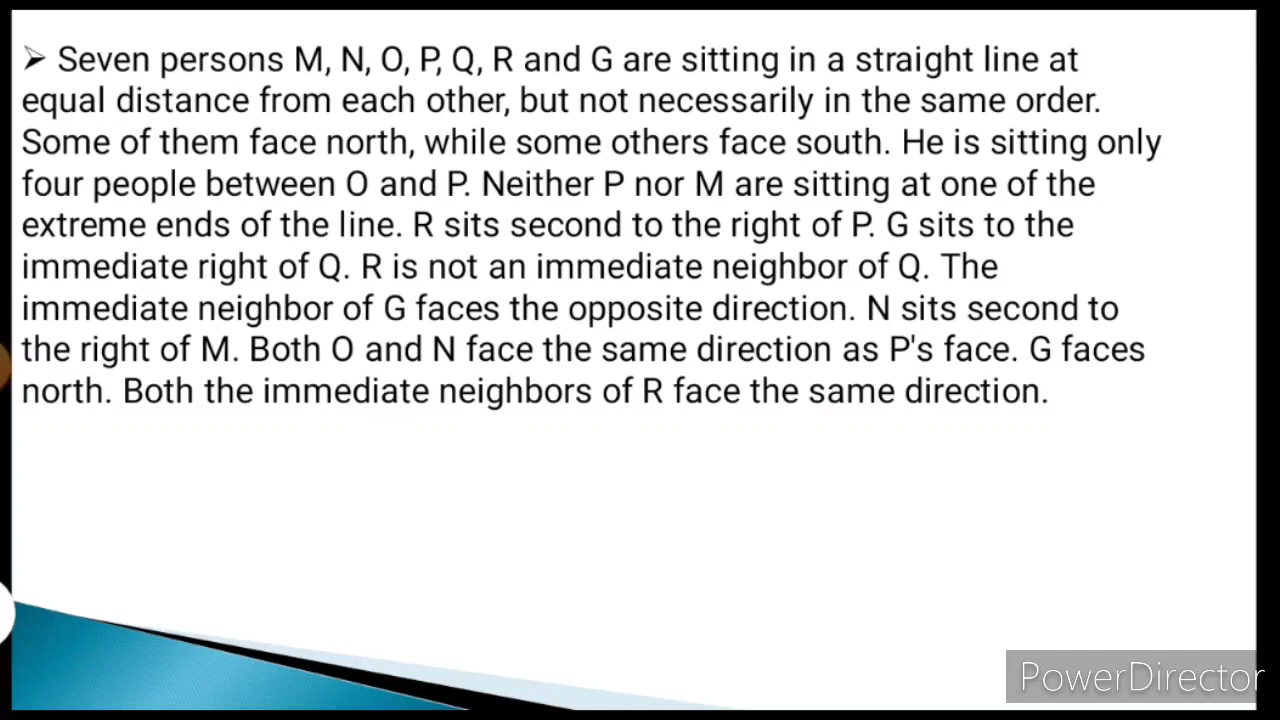 ➢ Seven persons M, N, O, P, Q, R and G are sitting in a straight line at
equal distance from each other, but not necessarily in the same order.
Some of them face north, while some others face south. He is sitting only
four people between O and P. Neither P nor M are sitting at one of the
extreme ends of the line. R sits second to the right of P. G sits to the
immediate right of Q. R is not an immediate neighbor of Q. The
immediate neighbor of G faces the opposite direction. N sits second to
the right of M. Both O and N face the same direction as P's face. G faces
north. Both the immediate neighbors of R face the same direction.
PowerDirector